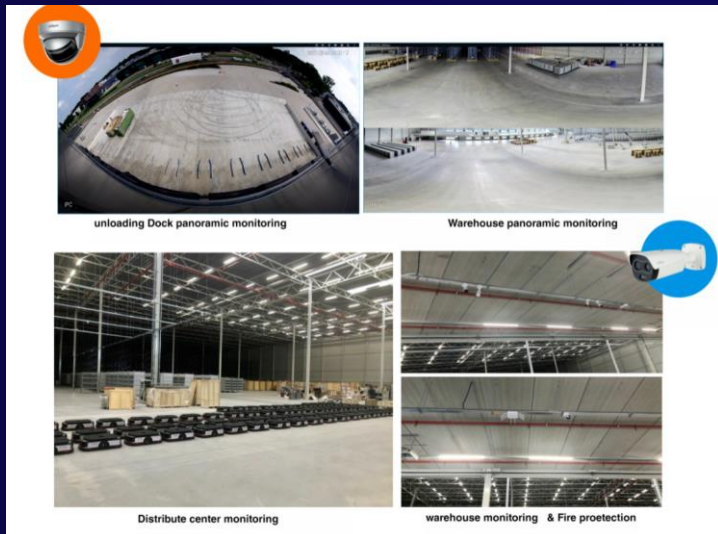 unloading Dock panoramic monitoring
Warehouse panoramic monitoring
Distribute center monitoring
warehouse monitoring & Fire proetection